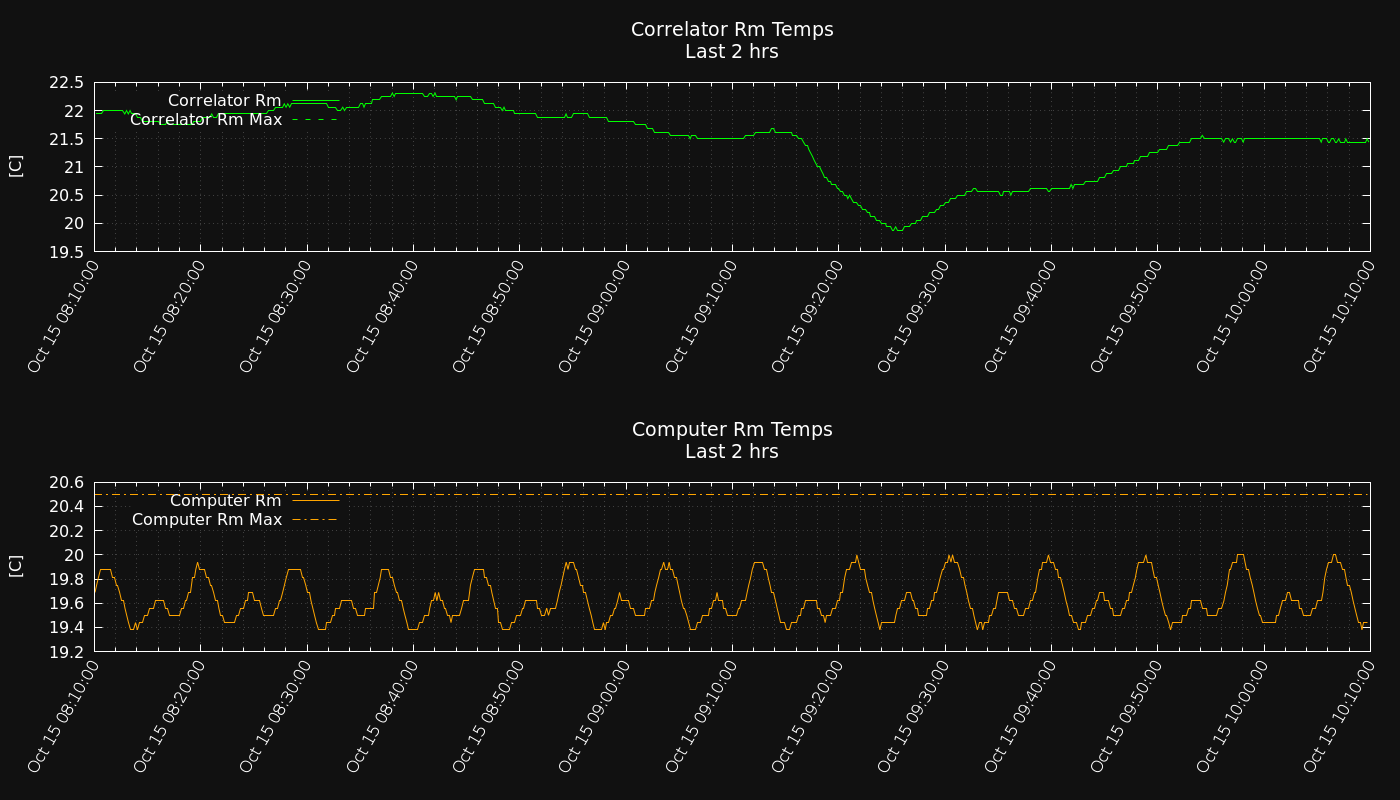 Correlator Rm Temps
Last 2 hrs
22.5
22
21.5
21
20.5
20
19.5
[C]
Correlator Rm
Correlator Rm Max
Oct 15 08:10:00
Oct 15 08:20:00
Oct 15 08:30:00
Oct 15 08:40:00
Oct 15 08:50:00
Oct 15 09:00:00
Oct 15 09:10:00
Oct 15 09:20:00
Oct 15 09:30:00
Oct 15 09:40:00
Oct 15 09:50:00
Oct 15 10:00:00
Oct 15 10:10:00
Computer Rm Temps
Last 2 hrs
20.6
20.4
20.2
20
19.8
19.6
19.4
19.2
[C]
Computer Rm
Computer Rm Max
Oct 15 08:10:00
Oct 15 08:20:00
Oct 15 08:30:00
Oct 15 08:40:00
Oct 15 08:50:00
Oct 15 09:00:00
Oct 15 09:10:00
Oct 15 09:20:00
Oct 15 09:30:00
Oct 15 09:40:00
Oct 15 09:50:00
Oct 15 10:00:00
Oct 15 10:10:00